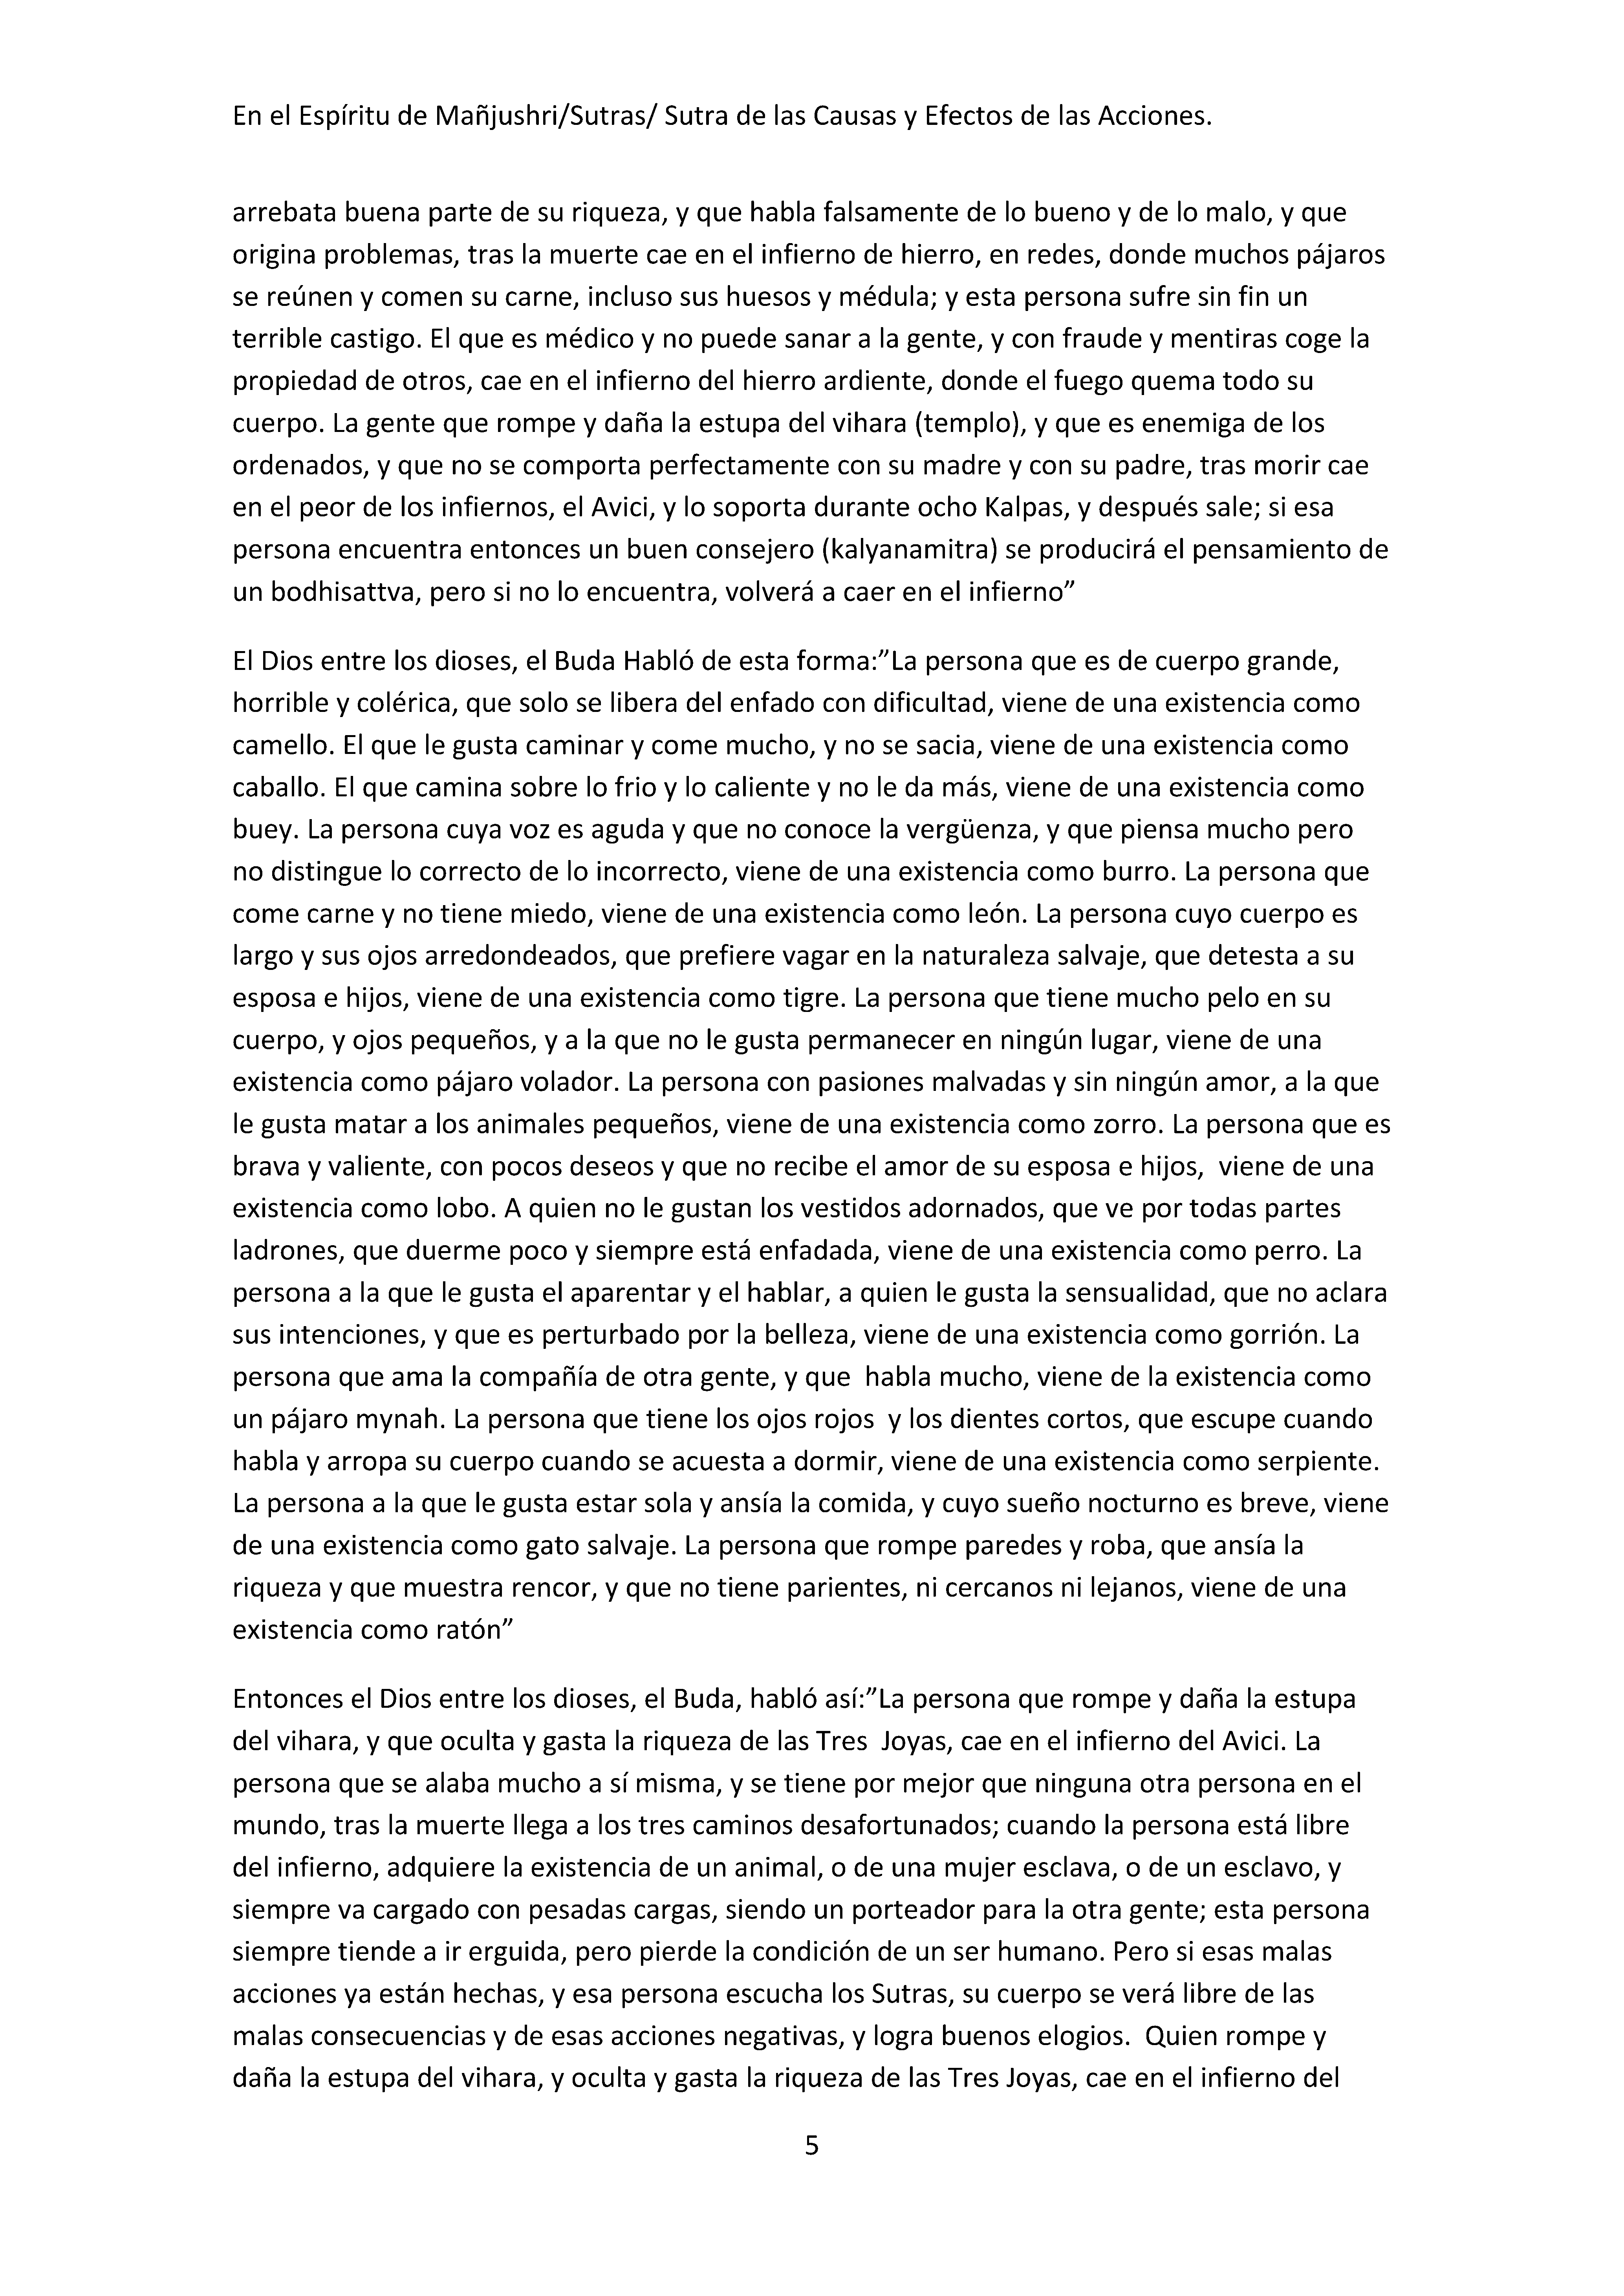 En el Espíritu de Mañjushri/Sutras/ Sutra de las Causas y Efectos de las Acciones.
arrebata buena parte de su riqueza, y que habla falsamente de lo bueno y de lo malo, y que
origina problemas, tras la muerte cae en el infierno de hierro, en redes, donde muchos pájaros
se reúnen y comen su carne, incluso sus huesos y médula; y esta persona sufre sin fin un
terrible castigo. El que es médico y no puede sanar a la gente, y con fraude y mentiras coge la
propiedad de otros, cae en el infierno del hierro ardiente, donde el fuego quema todo su
cuerpo. La gente que rompe y daña la estupa del vihara (templo), y que es enemiga de los
ordenados, y que no se comporta perfectamente con su madre y con su padre, tras morir cae
en el peor de los infiernos, el Avici, y lo soporta durante ocho Kalpas, y después sale; si esa
persona encuentra entonces un buen consejero (kalyanamitra) se producirá el pensamiento de
un bodhisattva, pero si no lo encuentra, volverá a caer en el infierno”
El Dios entre los dioses, el Buda Habló de esta forma:”La persona que es de cuerpo grande,
horrible y colérica, que solo se libera del enfado con dificultad, viene de una existencia como
camello. El que le gusta caminar y come mucho, y no se sacia, viene de una existencia como
caballo. El que camina sobre lo frio y lo caliente y no le da más, viene de una existencia como
buey. La persona cuya voz es aguda y que no conoce la vergüenza, y que piensa mucho pero
no distingue lo correcto de lo incorrecto, viene de una existencia como burro. La persona que
come carne y no tiene miedo, viene de una existencia como león. La persona cuyo cuerpo es
largo y sus ojos arredondeados, que prefiere vagar en la naturaleza salvaje, que detesta a su
esposa e hijos, viene de una existencia como tigre. La persona que tiene mucho pelo en su
cuerpo, y ojos pequeños, y a la que no le gusta permanecer en ningún lugar, viene de una
existencia como pájaro volador. La persona con pasiones malvadas y sin ningún amor, a la que
le gusta matar a los animales pequeños, viene de una existencia como zorro. La persona que es
brava y valiente, con pocos deseos y que no recibe el amor de su esposa e hijos,  viene de una
existencia como lobo. A quien no le gustan los vestidos adornados, que ve por todas partes
ladrones, que duerme poco y siempre está enfadada, viene de una existencia como perro. La
persona a la que le gusta el aparentar y el hablar, a quien le gusta la sensualidad, que no aclara
sus intenciones, y que es perturbado por la belleza, viene de una existencia como gorrión. La
persona que ama la compañía de otra gente, y que  habla mucho, viene de la existencia como
un pájaro mynah. La persona que tiene los ojos rojos  y los dientes cortos, que escupe cuando
habla y arropa su cuerpo cuando se acuesta a dormir, viene de una existencia como serpiente.
La persona a la que le gusta estar sola y ansía la comida, y cuyo sueño nocturno es breve, viene
de una existencia como gato salvaje. La persona que rompe paredes y roba, que ansía la
riqueza y que muestra rencor, y que no tiene parientes, ni cercanos ni lejanos, viene de una
existencia como ratón”
Entonces el Dios entre los dioses, el Buda, habló así:”La persona que rompe y daña la estupa
del vihara, y que oculta y gasta la riqueza de las Tres  Joyas, cae en el infierno del Avici. La
persona que se alaba mucho a sí misma, y se tiene por mejor que ninguna otra persona en el
mundo, tras la muerte llega a los tres caminos desafortunados; cuando la persona está libre
del infierno, adquiere la existencia de un animal, o de una mujer esclava, o de un esclavo, y
siempre va cargado con pesadas cargas, siendo un porteador para la otra gente; esta persona
siempre tiende a ir erguida, pero pierde la condición de un ser humano. Pero si esas malas
acciones ya están hechas, y esa persona escucha los Sutras, su cuerpo se verá libre de las
malas consecuencias y de esas acciones negativas, y logra buenos elogios.  Quien rompe y
daña la estupa del vihara, y oculta y gasta la riqueza de las Tres Joyas, cae en el infierno del
5